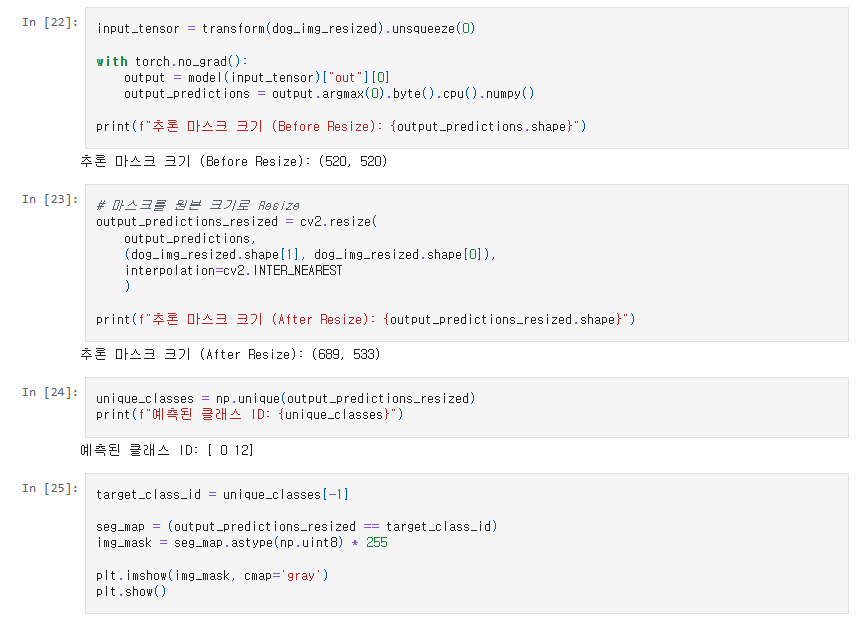 In [22]:
input_tensor = transform(dog_img_resized).unsqueeze(0)
with torch.no_grad():
output = model(input_tensor)["out"][0]
output_predictions = output.argmax(0).byte().cpu().numpy()
print(f"추론 마스크 크기 (Before Resize): {output_predictions.shape}")
추론 마스크 크기 (Before Resize): (520, 520)
In [23]:
# 마스크를 원본 크기로 Resize
output_predictions_resized = cv2.resize(
output_predictions,
(dog_img_resized.shape[1], dog_img_resized.shape[0]),
interpolation=cv2.INTER_NEAREST
)
print(f"추론 마스크 크기 (After Resize): {output_predictions_resized.shape}")
추론 마스크 크기 (After Resize): (689, 533)
In [24]:
unique_classes = np.unique(output_predictions_resized)
print(f"예측된 클래스 ID: {unique_classes}")
예측된 클래스 ID: [ 0 12]
In [25]:
target_class_id = unique_classes[-1]
seg_map = (output_predictions_resized == target_class_id)
img_mask = seg_map.astype(np.uint8) * 255
plt.imshow(img_mask, cmap='gray')
plt.show()